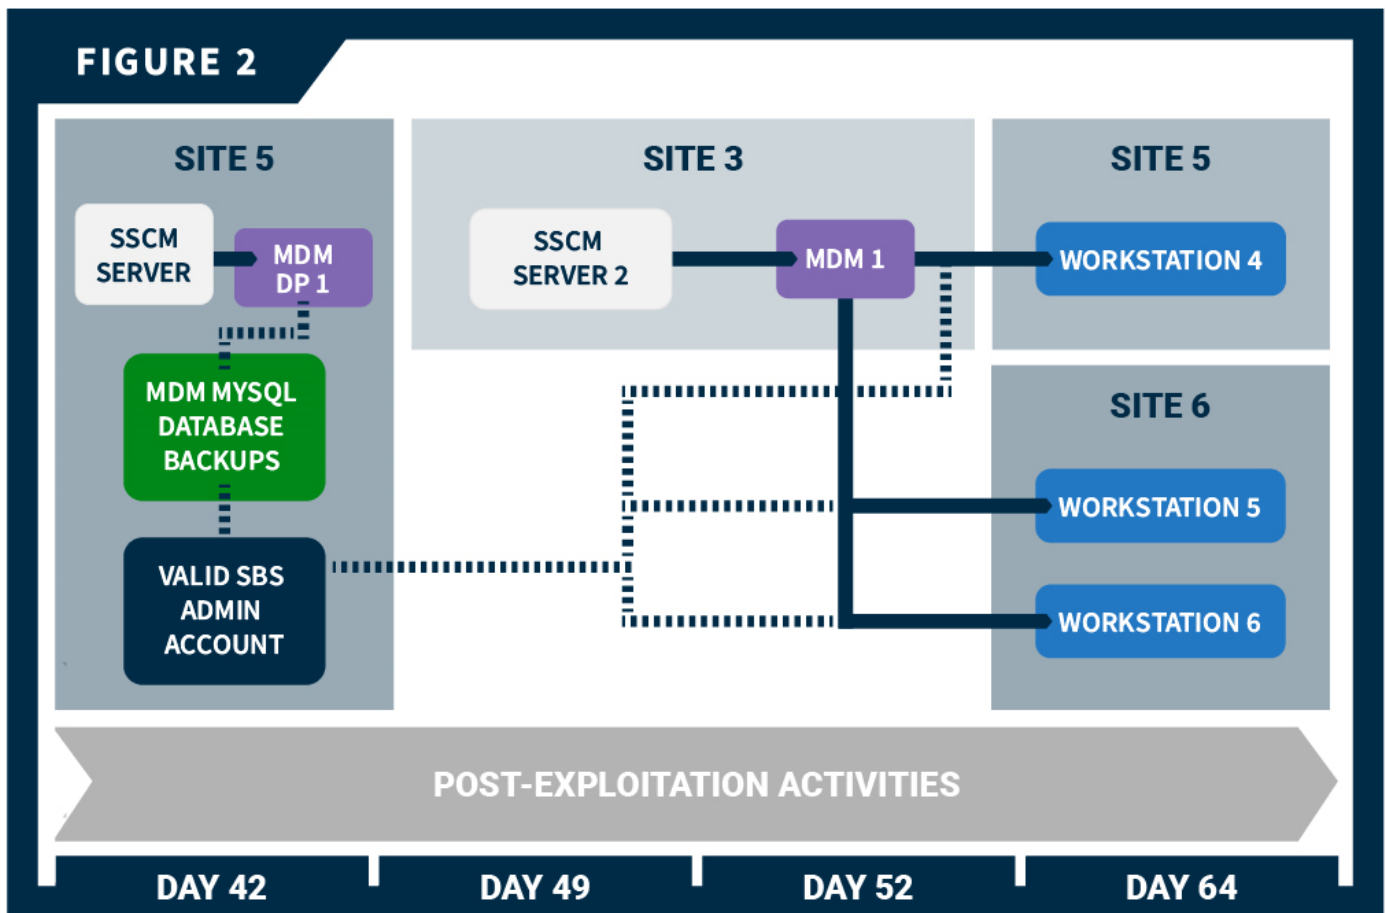 FIGURE 2
SITE 5
SSCM
SERVER
MDM
DP 1
MDM MYSQL
DATABASE
BACKUPS
VALID SBS
ADMIN
ACCOUNT
SITE 3
SSCM
SERVER 2
MDM 1
SITE 5
WORKSTATION 4
SITE 6
WORKSTATION 5
WORKSTATION 6
POST-EXPLOITATION ACTIVITIES
DAY 42
DAY 49
DAY 52
DAY 64